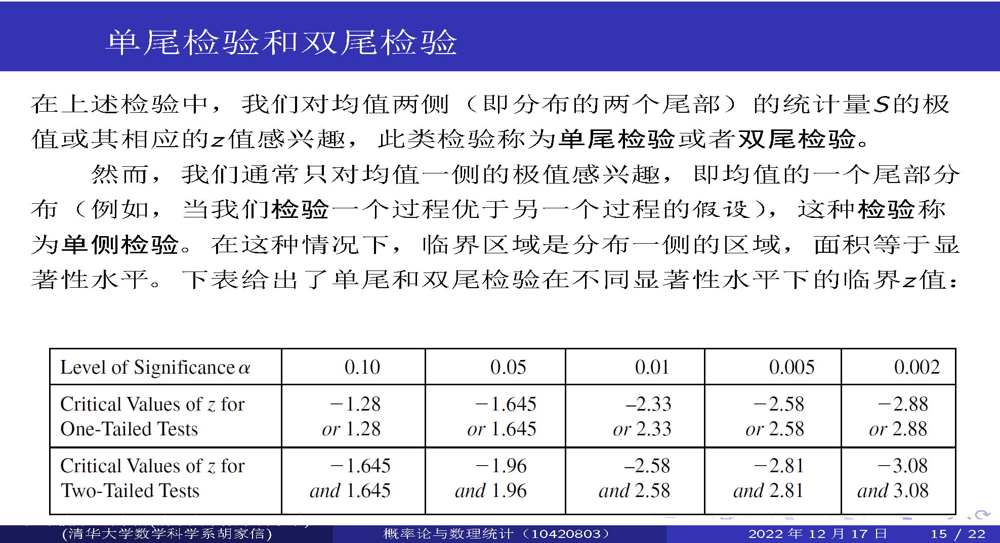 单尾检验和双尾检验
在上述检验中，我们对均值两侧（即分布的两个尾部）的统计量S的极
值或其相应的z值感兴趣，此类检验称为单尾检验或者双尾检验。
然而，我们通常只对均值一侧的极值感兴趣，即均值的一个尾部分
布（例如，当我们检验一个过程优于另一个过程的假设），这种检验称
为单侧检验。在这种情况下，临界区域是分布一侧的区域，面积等于显
著性水平。下表给出了单尾和双尾检验在不同显著性水平下的临界z值：
Level of Significance α 0.10 0.05 0.01 0.005 0.002
Critical Values of z for −1.28 −1.645 –2.33 −2.58 −2.88
One-Tailed Tests or 1.28 or 1.645 or 2.33 or 2.58 or 2.88
Critical Values of z for −1.645 −1.96 –2.58 −2.81 −3.08
Two-Tailed Tests and 1.645 and 1.96 and 2.58 and 2.81 and 3.08
(清华大学数学科学系胡家信) 概率论与数理统计（10420803） 2022 年 12 月 17 日 15 / 22